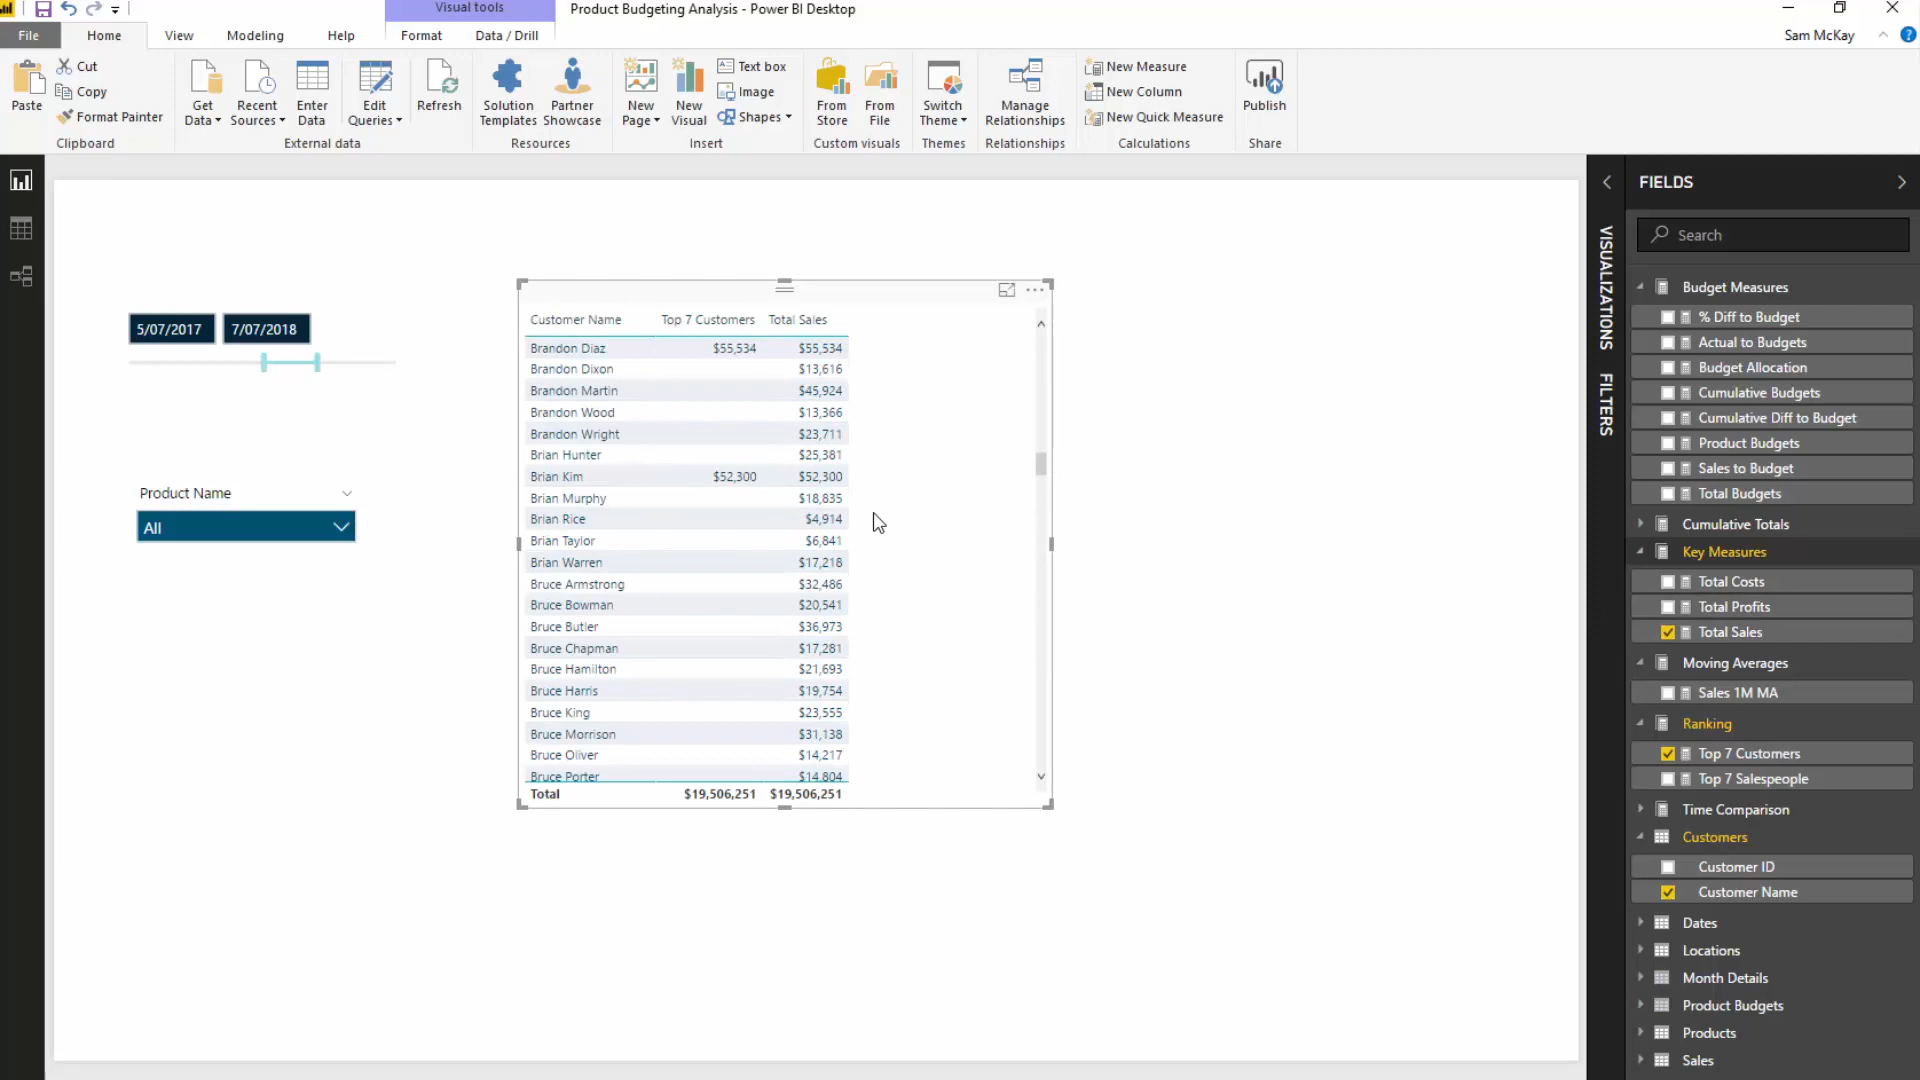 Visual tools
Product Budgeting Analysis - Power BI Desktop
File
Home
View
Modeling
Help
Format
Data / Drill
Sam McKay
?
Paste
Cut
Copy
Format Painter
Clipboard
Get Data
Recent Sources
Enter Data
Edit Queries
External data
Refresh
Solution Templates
Partner Showcase
Resources
New Page
New Visual
Text box
Image
Shapes
Insert
From Store
From File
Custom visuals
Switch Theme
Themes
Manage Relationships
Relationships
New Measure
New Column
New Quick Measure
Calculations
Publish
Share
5/07/2017 7/07/2018
Product Name
All
Customer Name Top 7 Customers Total Sales
Brandon Diaz $55,534 $55,534
Brandon Dixon $13,616
Brandon Martin $45,924
Brandon Wood $13,366
Brandon Wright $23,711
Brian Hunter $25,381
Brian Kim $52,300 $52,300
Brian Murphy $18,835
Brian Rice $4,914
Brian Taylor $6,841
Brian Warren $17,218
Bruce Armstrong $32,486
Bruce Bowman $20,541
Bruce Butler $36,973
Bruce Chapman $17,281
Bruce Hamilton $21,693
Bruce Harris $19,754
Bruce King $23,555
Bruce Morrison $31,138
Bruce Oliver $14,217
Bruce Porter $14,804
Total $19,506,251 $19,506,251
VISUALIZATIONS
FILTERS
FIELDS
Search
Budget Measures
% Diff to Budget
Actual to Budgets
Budget Allocation
Cumulative Budgets
Cumulative Diff to Budget
Product Budgets
Sales to Budget
Total Budgets
Cumulative Totals
Key Measures
Total Costs
Total Profits
Total Sales
Moving Averages
Sales 1M MA
Ranking
Top 7 Customers
Top 7 Salespeople
Time Comparison
Customers
Customer ID
Customer Name
Dates
Locations
Month Details
Product Budgets
Products
Sales